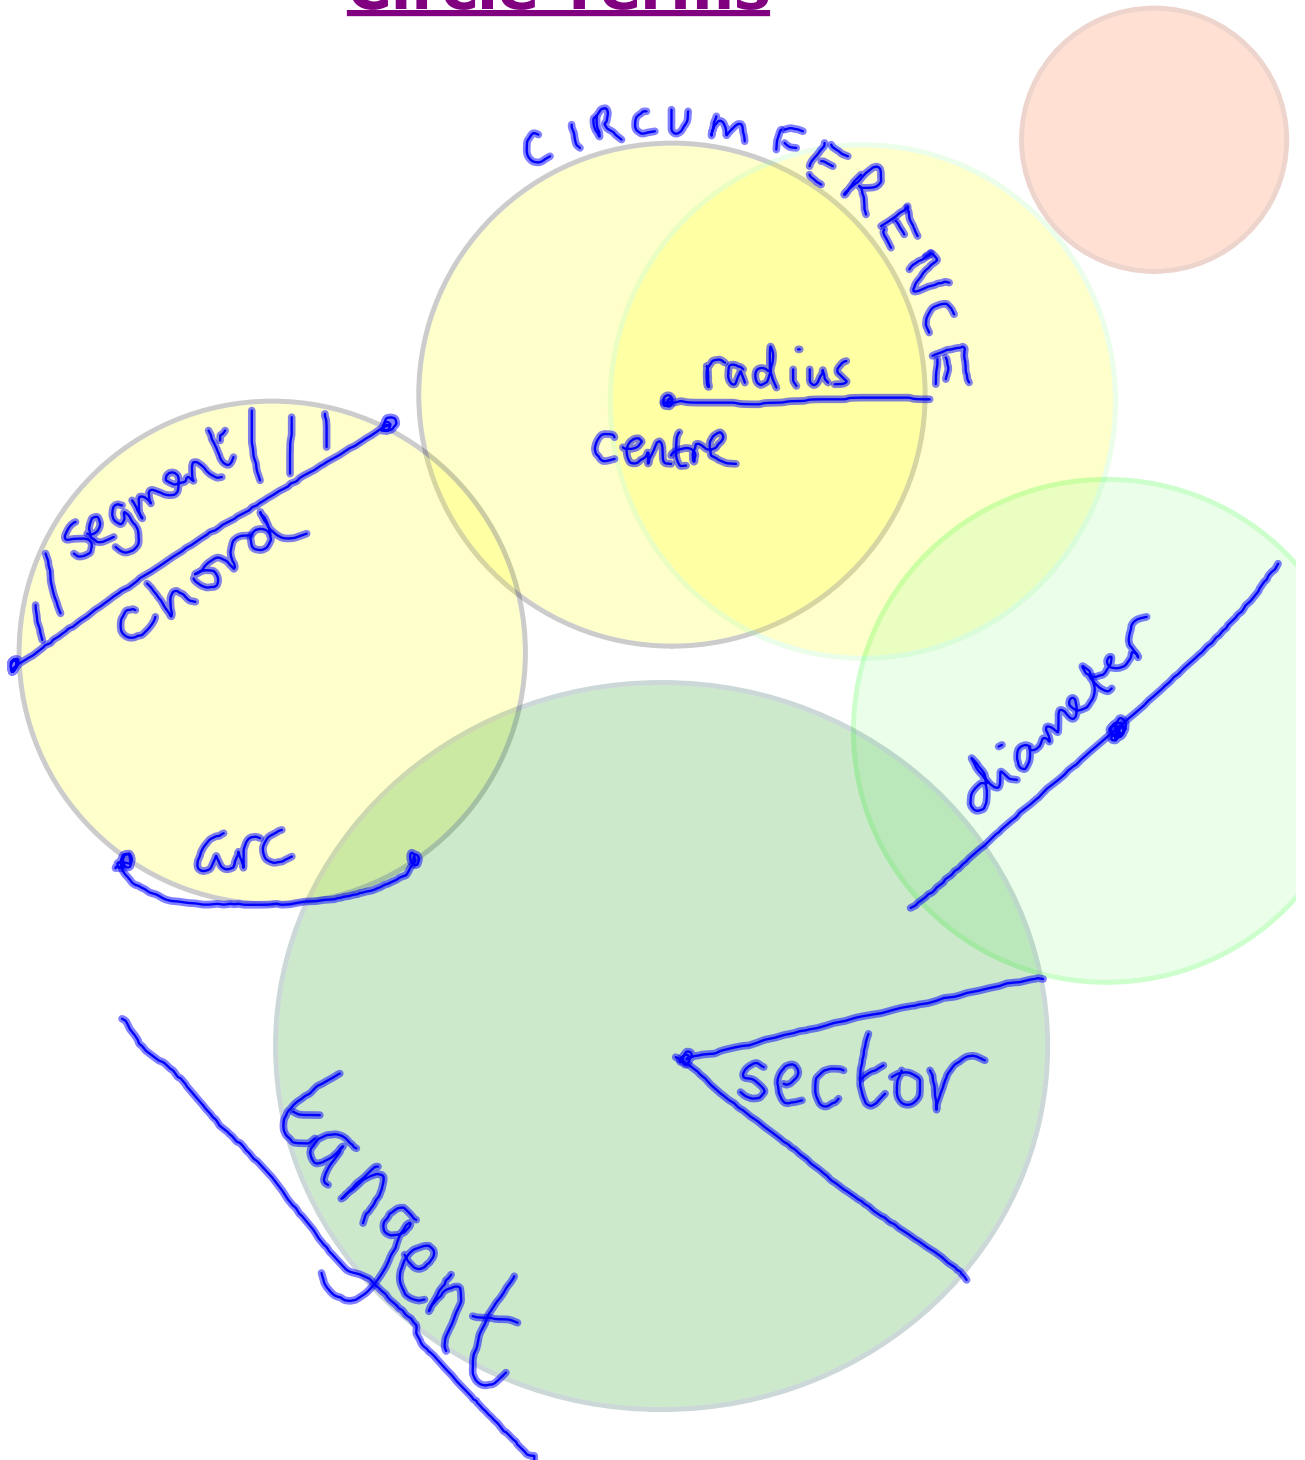 Circle Terms
CIRCUMFERENCE
radius
centre
segment
chord
diameter
arc
sector
tangent